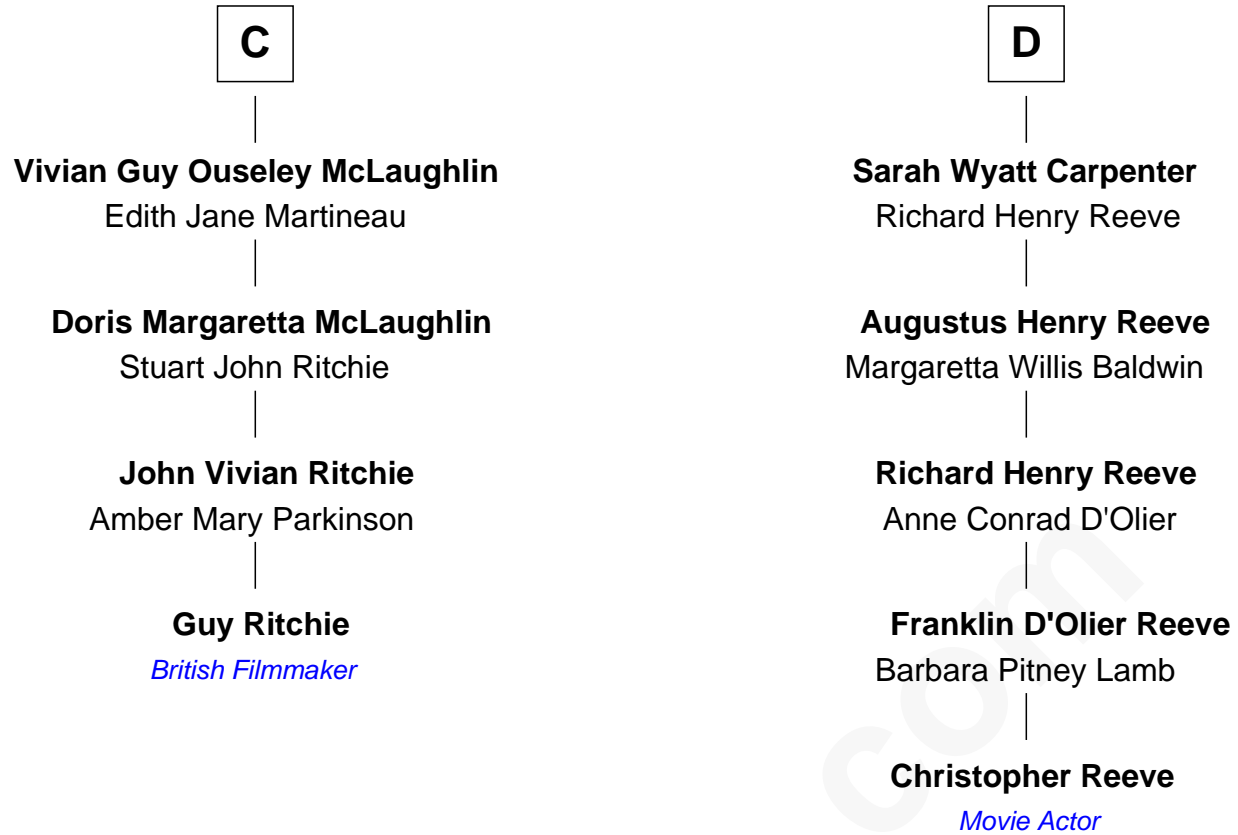 C
Vivian Guy Ouseley McLaughlin
Edith Jane Martineau
Doris Margaretta McLaughlin
Stuart John Ritchie
John Vivian Ritchie
Amber Mary Parkinson
Guy Ritchie
British Filmmaker
D
Sarah Wyatt Carpenter
Richard Henry Reeve
Augustus Henry Reeve
Margaretta Willis Baldwin
Richard Henry Reeve
Anne Conrad D'Olier
Franklin D'Olier Reeve
Barbara Pitney Lamb
Christopher Reeve
Movie Actor
com